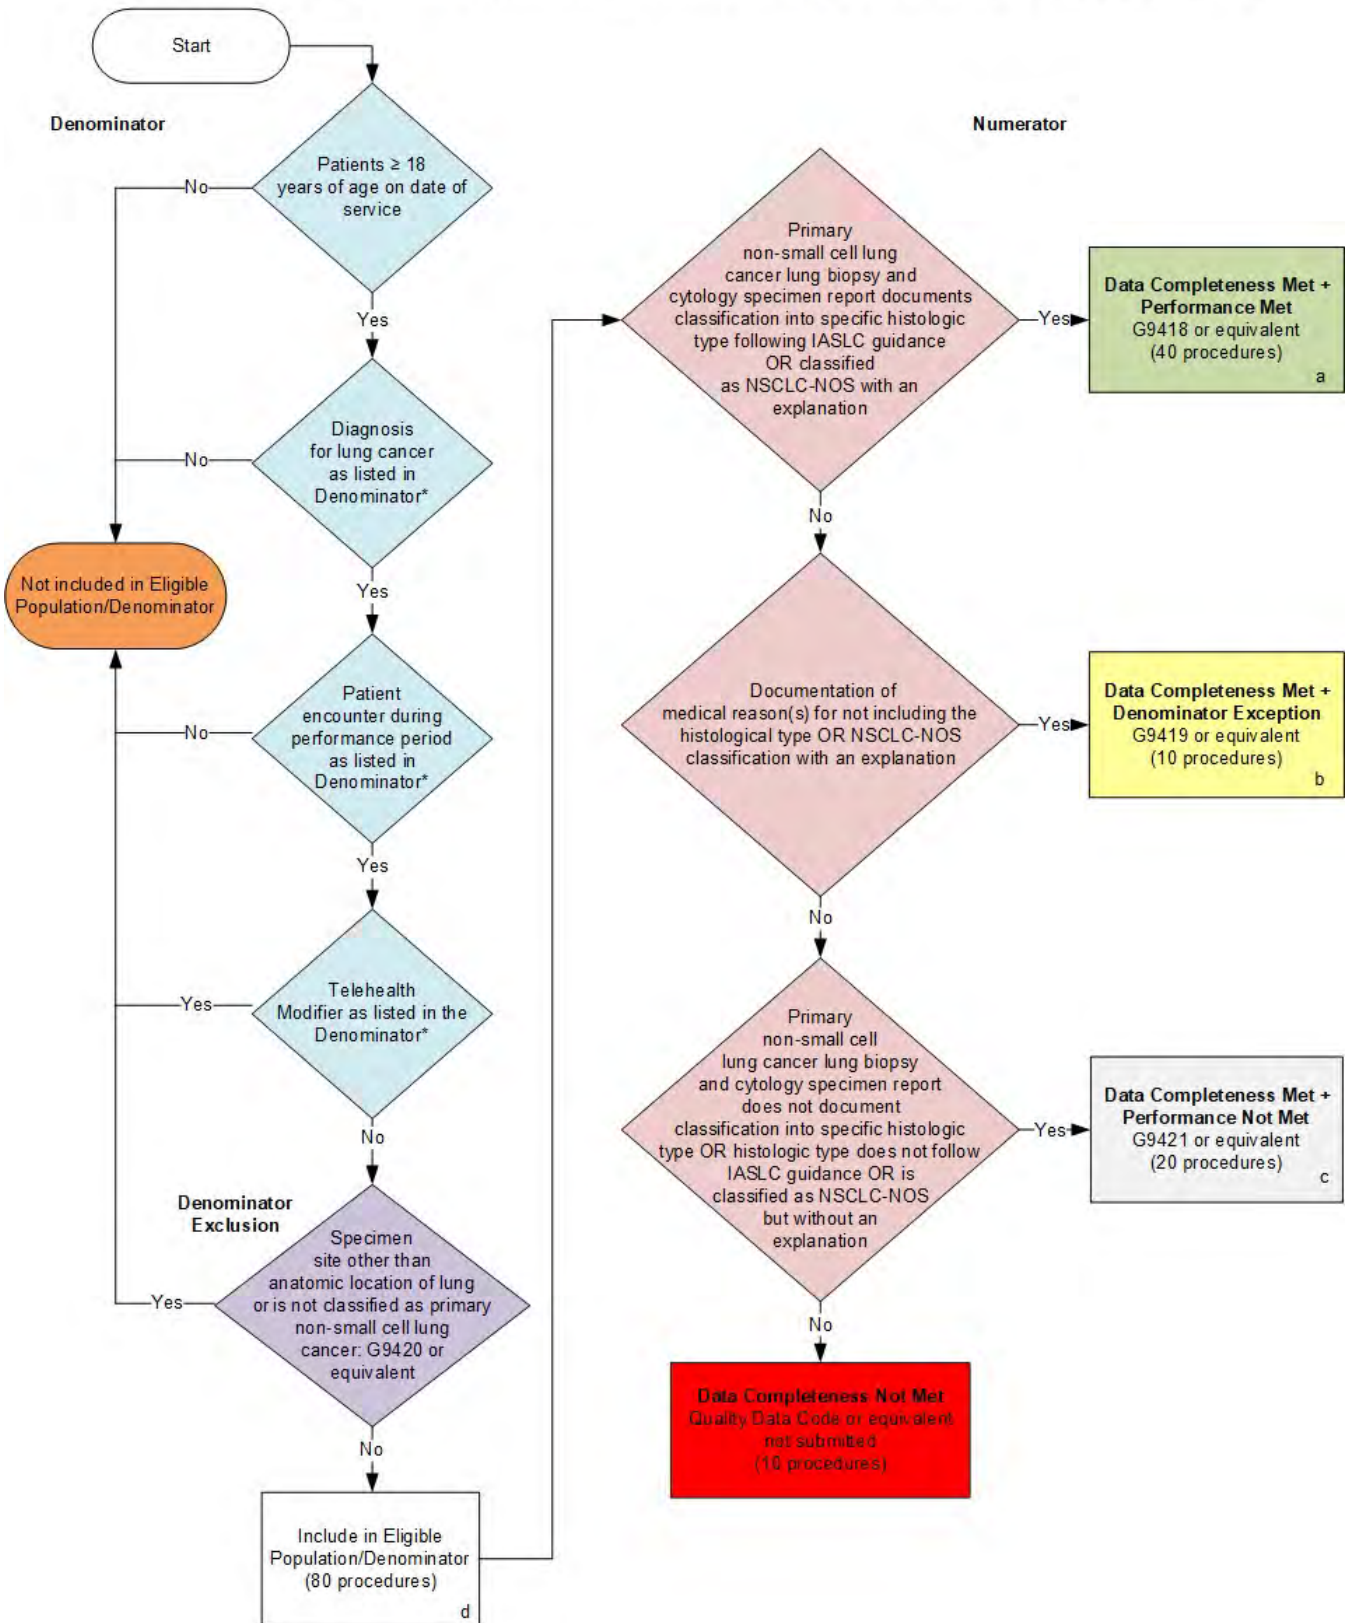 Start
Denominator
Patients ≥ 18
years of age on date of
service
No
Yes
Diagnosis
for lung cancer
as listed in
Denominator*
No
Yes
Not included in Eligible
Population/Denominator
Patient
encounter during
performance period
as listed in
Denominator*
No
Yes
Telehealth
Modifier as listed in the
Denominator*
Yes
No
Denominator
Exclusion
Specimen
site other than
anatomic location of lung
or is not classified as primary
non-small cell lung
cancer: G9420 or
equivalent
Yes
No
Include in Eligible
Population/Denominator
(80 procedures)
d
Numerator
Primary
non-small cell lung
cancer lung biopsy and
cytology specimen report documents
classification into specific histologic
type following IASLC guidance
OR classified
as NSCLC-NOS with an
explanation
Yes
Data Completeness Met +
Performance Met
G9418 or equivalent
(40 procedures)
a
No
Documentation of
medical reason(s) for not including the
histological type OR NSCLC-NOS
classification with an explanation
Yes
Data Completeness Met +
Denominator Exception
G9419 or equivalent
(10 procedures)
b
No
Primary
non-small cell
lung cancer lung biopsy
and cytology specimen report
does not document
classification into specific histologic
type OR histologic type does not follow
IASLC guidance OR is
classified as NSCLC-NOS
but without an
explanation
Yes
Data Completeness Met +
Performance Not Met
G9421 or equivalent
(20 procedures)
c
No
Data Completeness Not Met
Quality Data Code or equivalent
not submitted
(10 procedures)